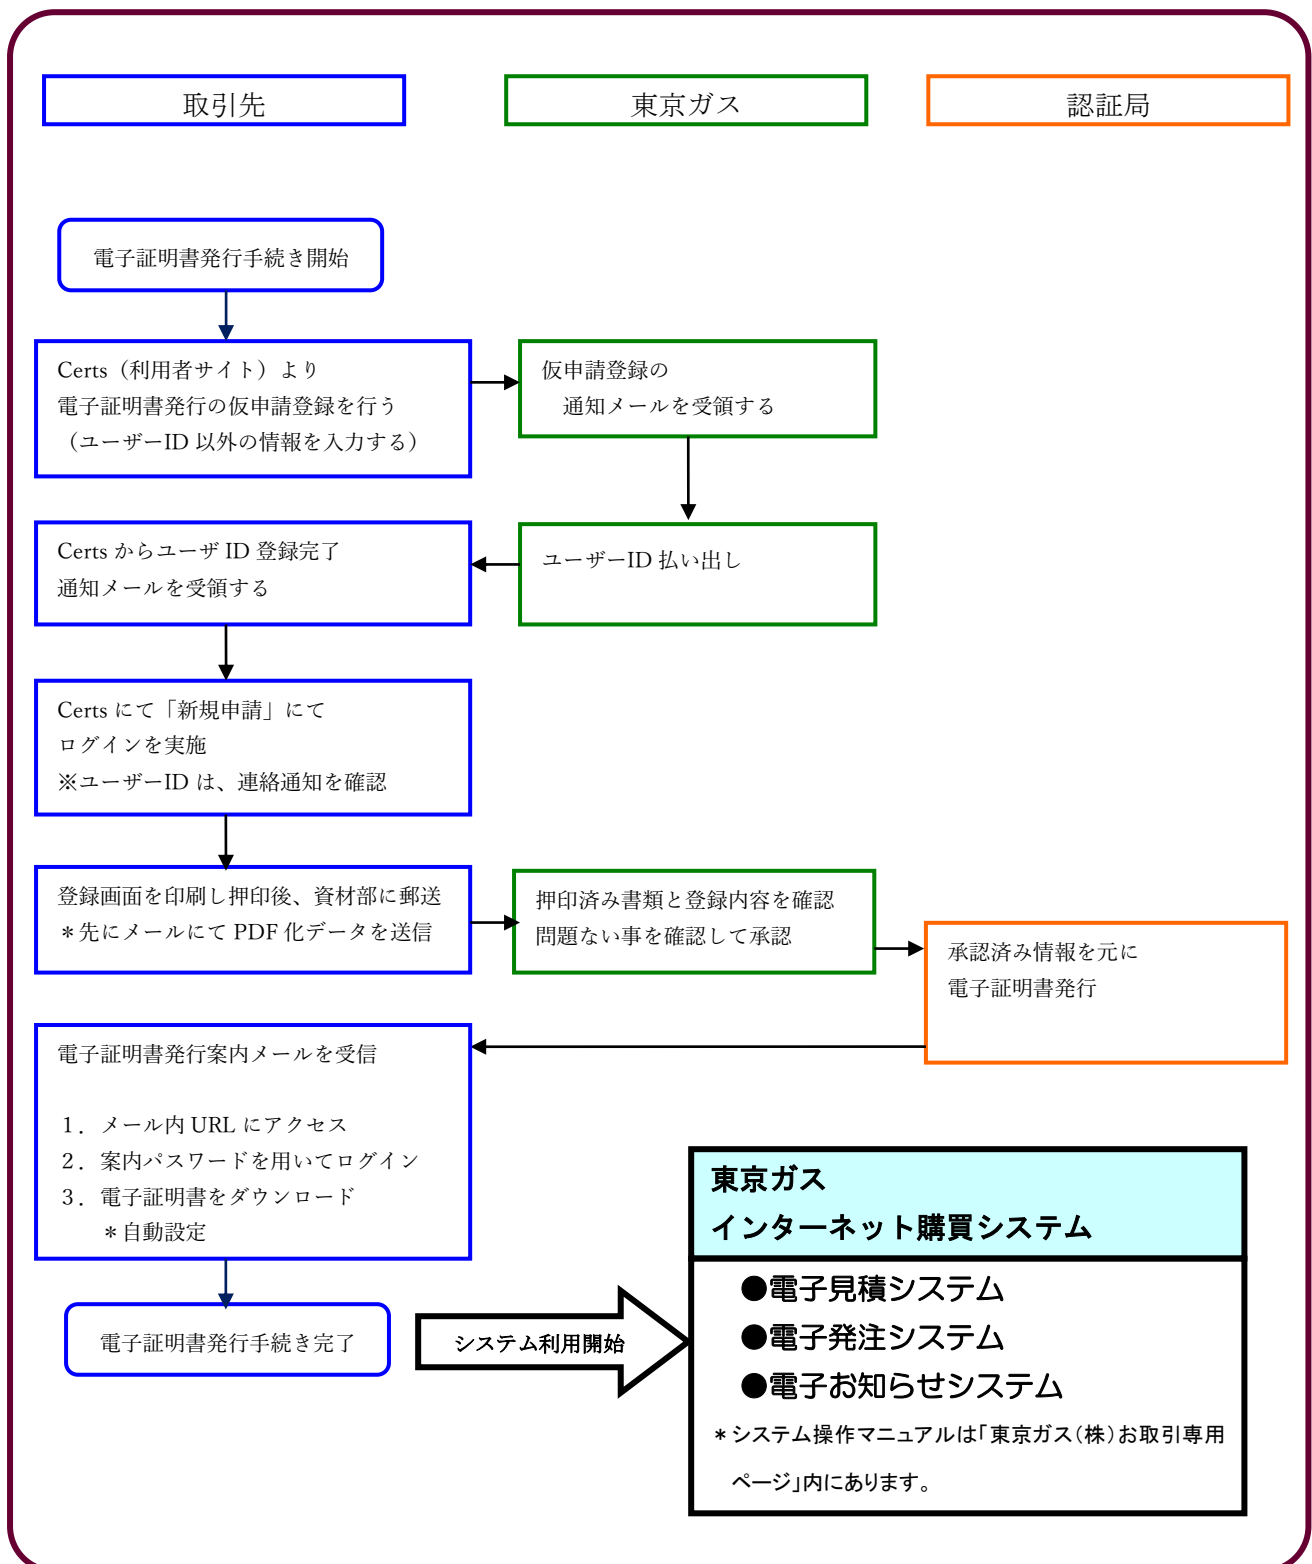 取引先
東京ガス
認証局
電子証明書発行手続き開始
Certs（利用者サイト）より
電子証明書発行の仮申請登録を行う
（ユーザーID 以外の情報を入力する）
仮申請登録の
通知メールを受領する
Certs からユーザ ID 登録完了
通知メールを受領する
ユーザーID 払い出し
Certs にて「新規申請」にて
ログインを実施
※ユーザーID は、連絡通知を確認
登録画面を印刷し押印後、資材部に郵送
＊先にメールにて PDF 化データを送信
押印済み書類と登録内容を確認
問題ない事を確認して承認
承認済み情報を元に
電子証明書発行
電子証明書発行案内メールを受信
１．メール内 URL にアクセス
２．案内パスワードを用いてログイン
３．電子証明書をダウンロード
＊自動設定
電子証明書発行手続き完了
システム利用開始
東京ガス
インターネット購買システム
●電子見積システム
●電子発注システム
●電子お知らせシステム
＊システム操作マニュアルは「東京ガス（株）お取引専用
ページ」内にあります。